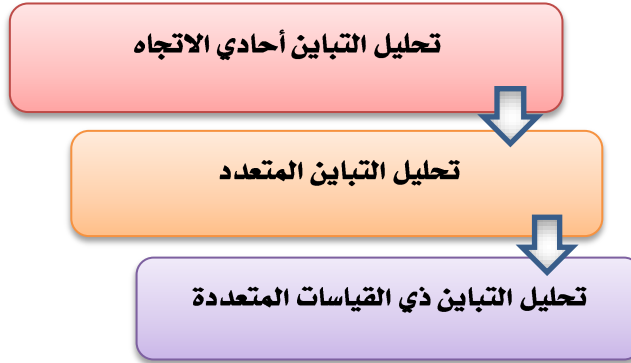 تحليل التباين أحادي الاتجاه
تحليل التباين المتعدد
تحليل التباين ذي القياسات المتعددة